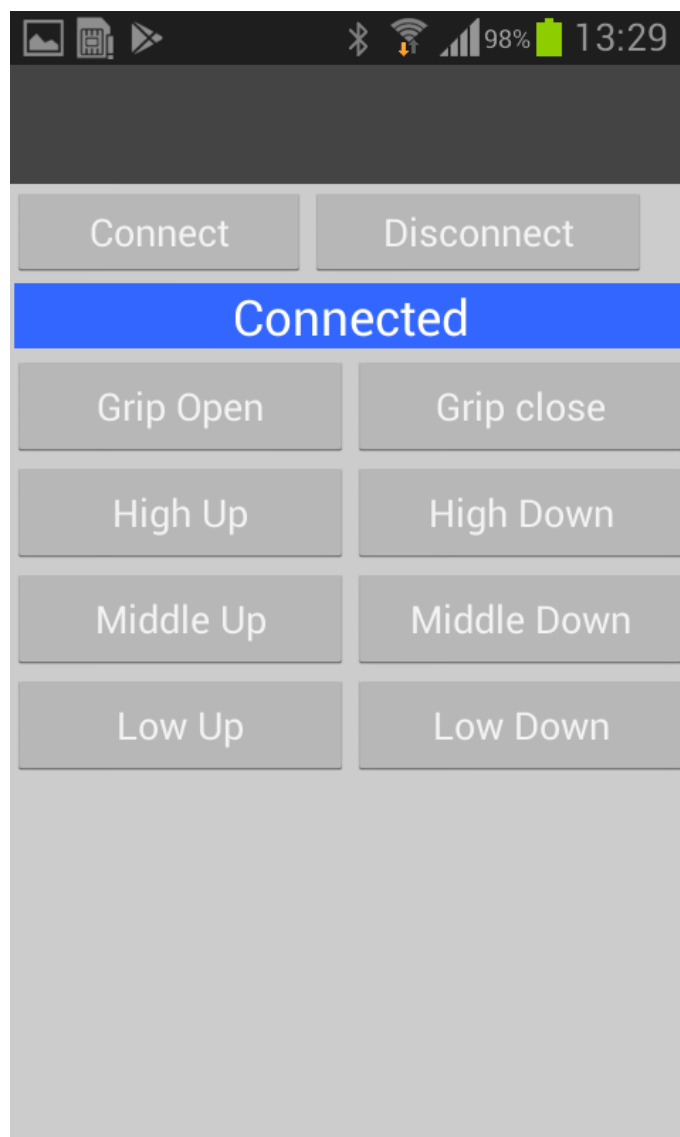 98% 13:29
Connect Disconnect
Connected
Grip Open Grip close
High Up High Down
Middle Up Middle Down
Low Up Low Down